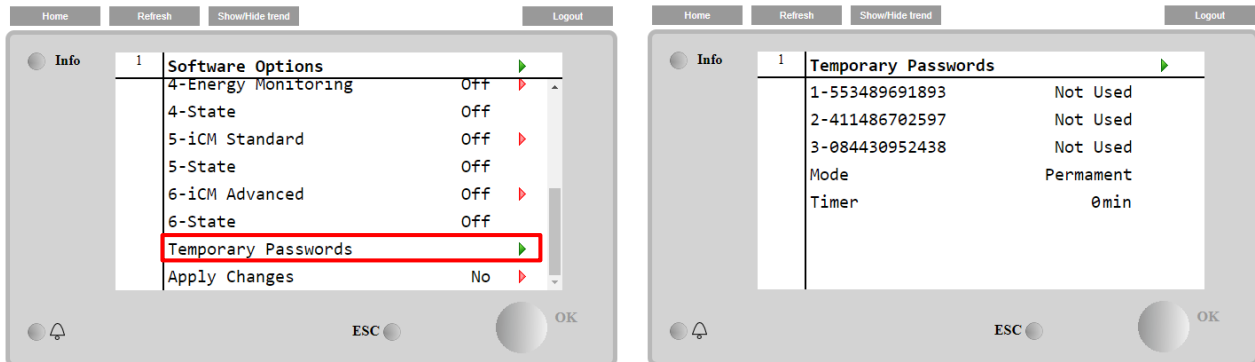 Home Refresh Show/Hide trend Logout
Info
1 Software Options
4-Energy Monitoring Off
4-State Off
5-iCM Standard Off
5-State Off
6-iCM Advanced Off
6-State Off
Temporary Passwords
Apply Changes No
ESC
OK
Home Refresh Show/Hide trend Logout
Info
1 Temporary Passwords
1-553489691893 Not Used
2-411486702597 Not Used
3-084430952438 Not Used
Mode Permament
Timer 0min
ESC
OK